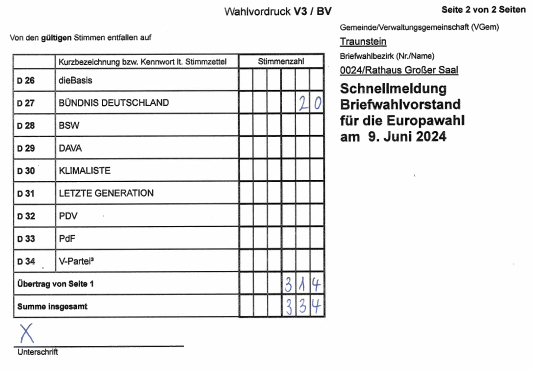 Wahlvordruck V3 / BV
Seite 2 von 2 Seiten
Gemeinde/Verwaltungsgemeinschaft (VGem)
Traunstein
Briefwahlbezirk (Nr./Name)
0024/Rathaus Großer Saal
Schnellmeldung
Briefwahlvorstand
für die Europawahl
am 9. Juni 2024
Von den gültigen Stimmen entfallen auf
Kurzbezeichnung bzw. Kennwort lt. Stimmzettel Stimmenzahl
D 26 dieBasis
D 27 BÜNDNIS DEUTSCHLAND 20
D 28 BSW
D 29 DAVA
D 30 KLIMALISTE
D 31 LETZTE GENERATION
D 32 PDV
D 33 PdF
D 34 V-Partei³
Übertrag von Seite 1 314
Summe insgesamt 334
X
Unterschrift